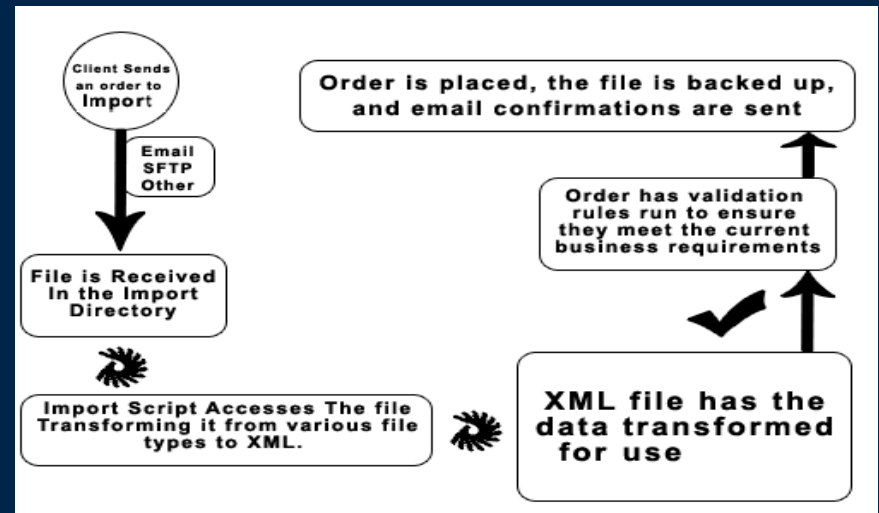 Client Sends
an order to
Import
Email
SFTP
Other
File is Received
In the Import
Directory
Import Script Accesses The file
Transforming it from various file
types to XML.
XML file has the
data transformed
for use
Order has validation
rules run to ensure
they meet the current
business requirements
Order is placed, the file is backed up,
and email confirmations are sent